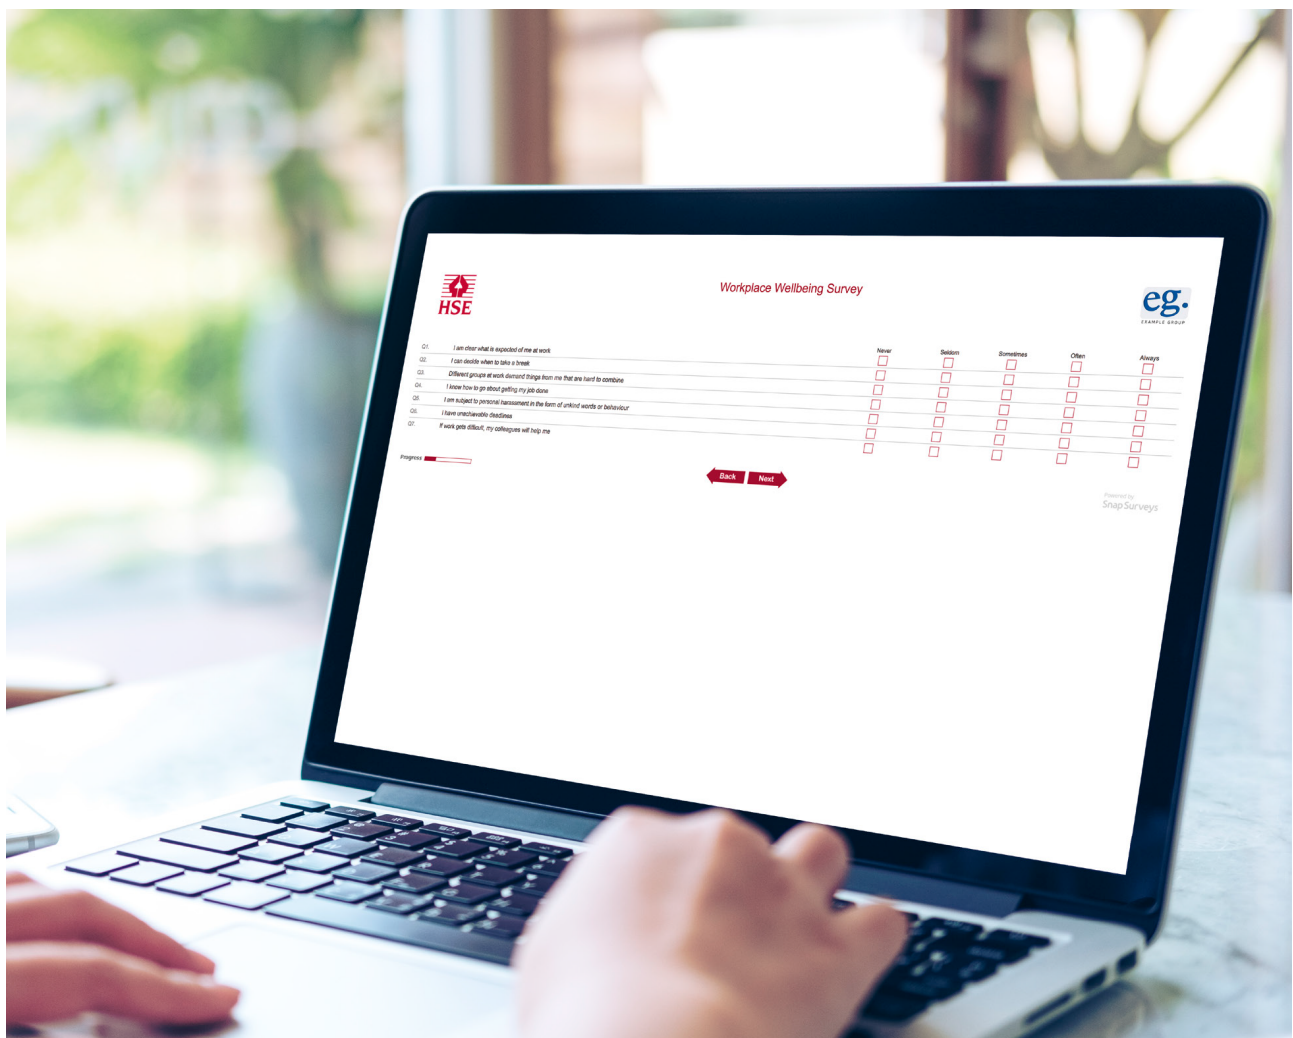 HSE
Workplace Wellbeing Survey
eg.
EXAMPLE GROUP
Never Seldom Sometimes Often Always
Q1. I am clear what is expected of me at work
Q2. I can decide when to take a break
Q3. Different groups at work demand things from me that are hard to combine
Q4. I know how to go about getting my job done
Q5. I am subject to personal harassment in the form of unkind words or behaviour
Q6. I have unachievable deadlines
Q7. If work gets difficult, my colleagues will help me
Progress
Back Next
Powered by
Snap Surveys